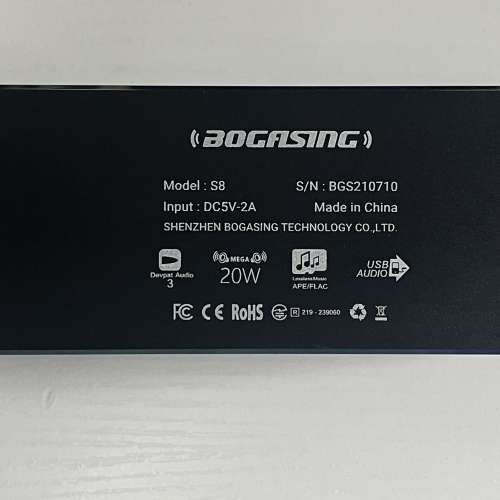 BOGASING
Model : S8 S/N : BGS210710
Input : DC5V-2A Made in China
SHENZHEN BOGASING TECHNOLOGY CO.,LTD.
Devpat Audio 3
MEGA 20W
Lossless Music APE/FLAC
USB AUDIO
FC CE RoHS R 219 - 239060